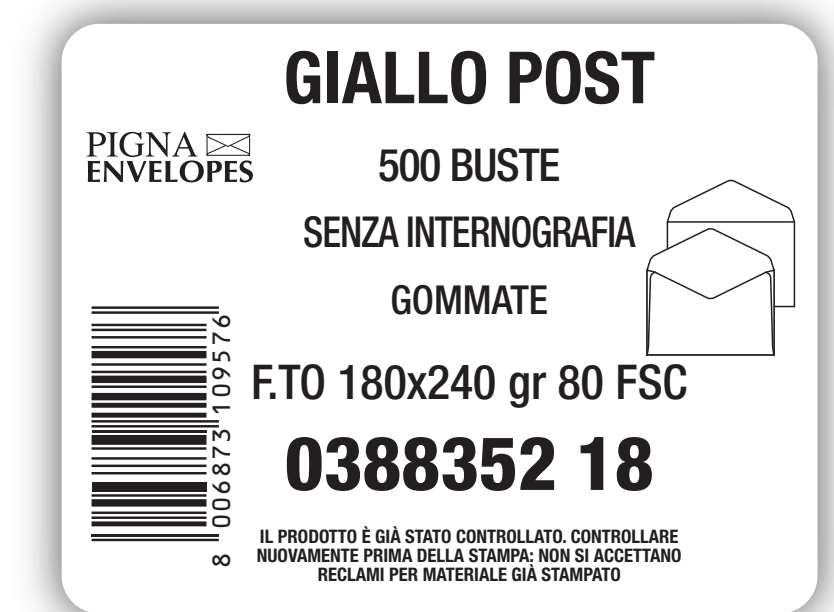 GIALLO POST
PIGNA
ENVELOPES
500 BUSTE
SENZA INTERNOGRAFIA
GOMMATE
F.TO 180x240 gr 80 FSC
0388352 18
8 006873 109576
IL PRODOTTO È GIÀ STATO CONTROLLATO. CONTROLLARE
NUOVAMENTE PRIMA DELLA STAMPA: NON SI ACCETTANO
RECLAMI PER MATERIALE GIÀ STAMPATO